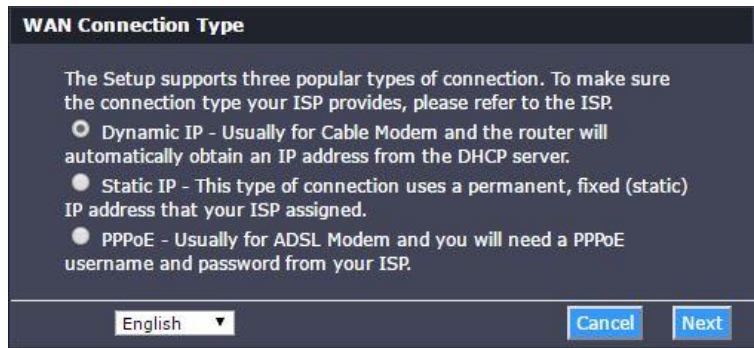 WAN Connection Type
The Setup supports three popular types of connection. To make sure
the connection type your ISP provides, please refer to the ISP.
Dynamic IP - Usually for Cable Modem and the router will
automatically obtain an IP address from the DHCP server.
Static IP - This type of connection uses a permanent, fixed (static)
IP address that your ISP assigned.
PPPoE - Usually for ADSL Modem and you will need a PPPoE
username and password from your ISP.
English
Cancel
Next